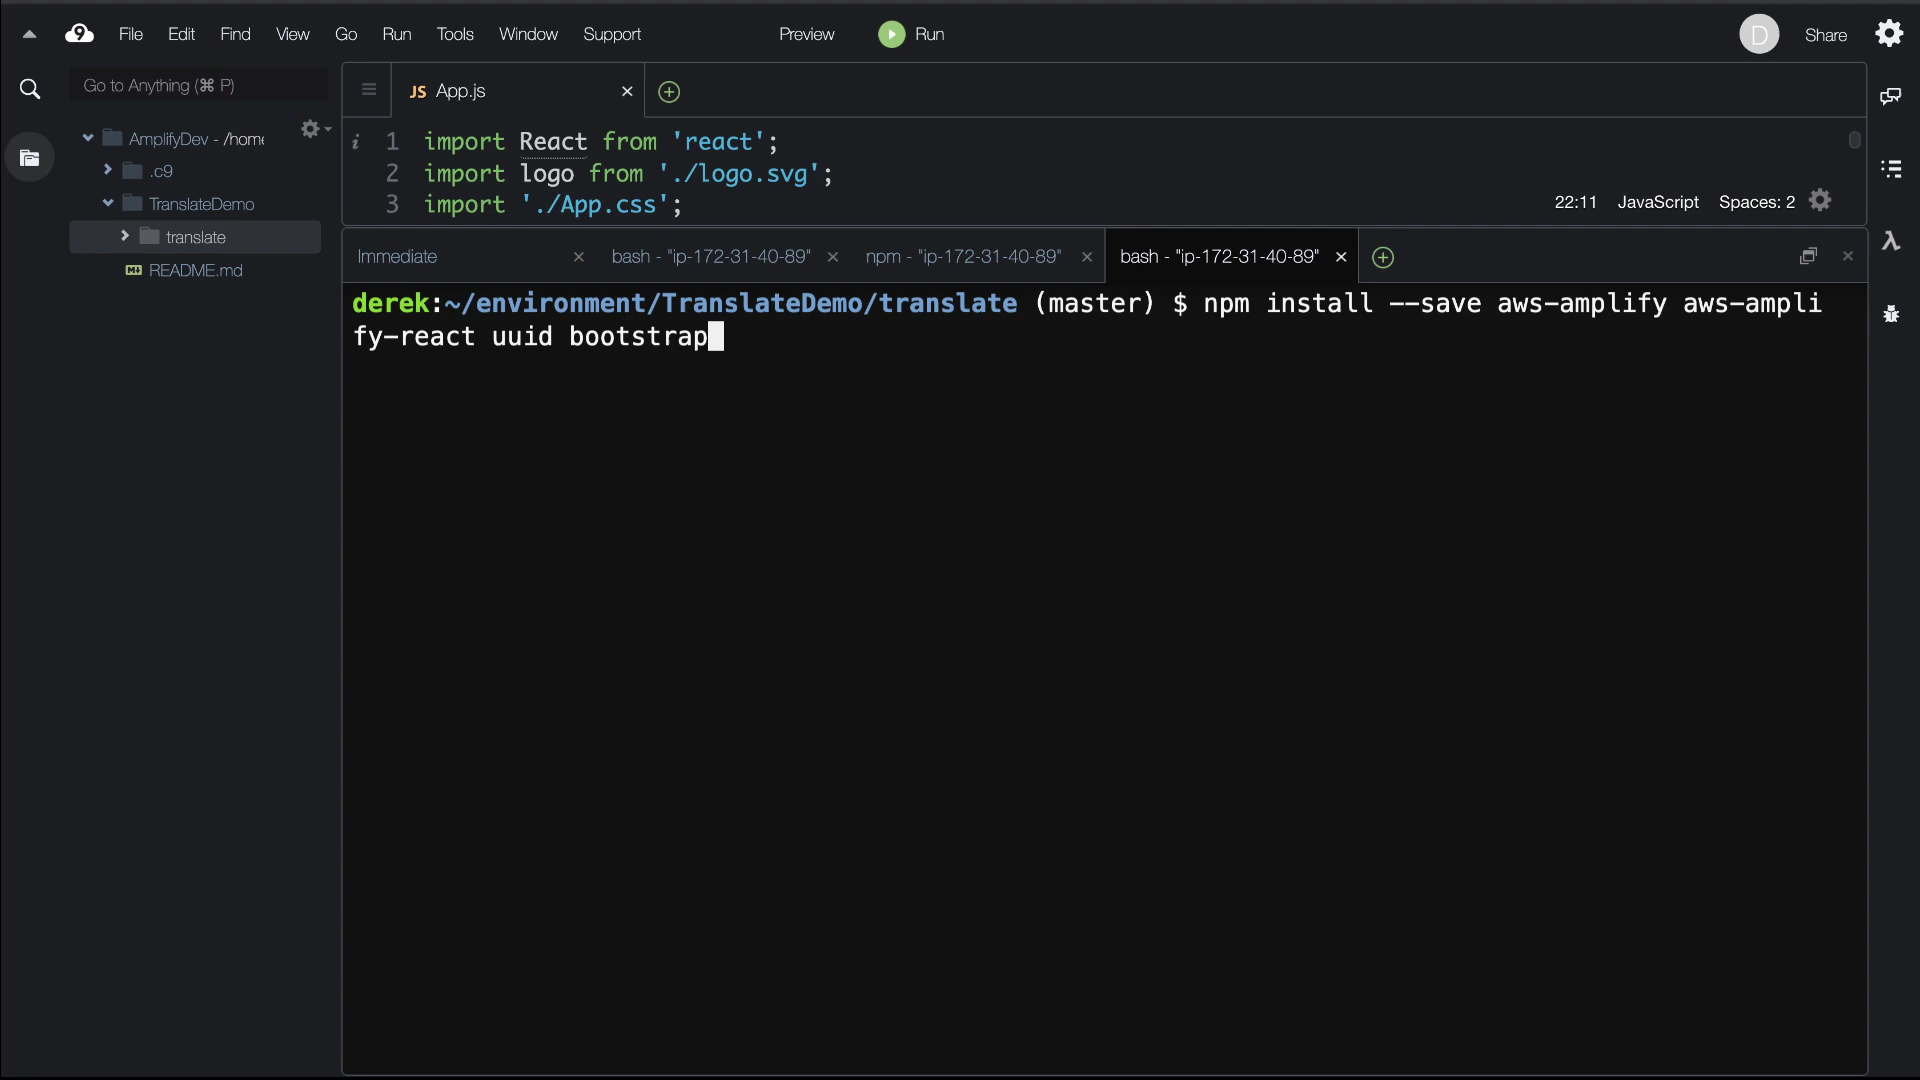 9 File Edit Find View Go Run Tools Window Support Preview Run D Share
Go to Anything (⌘ P)
JS App.js
AmplifyDev - /home
.c9
TranslateDemo
translate
README.md
i 1 import React from 'react';
2 import logo from './logo.svg';
3 import './App.css';
22:11 JavaScript Spaces: 2
Immediate bash - "ip-172-31-40-89" npm - "ip-172-31-40-89" bash - "ip-172-31-40-89"
derek:~/environment/TranslateDemo/translate (master) $ npm install --save aws-amplify aws-ampli
fy-react uuid bootstrap